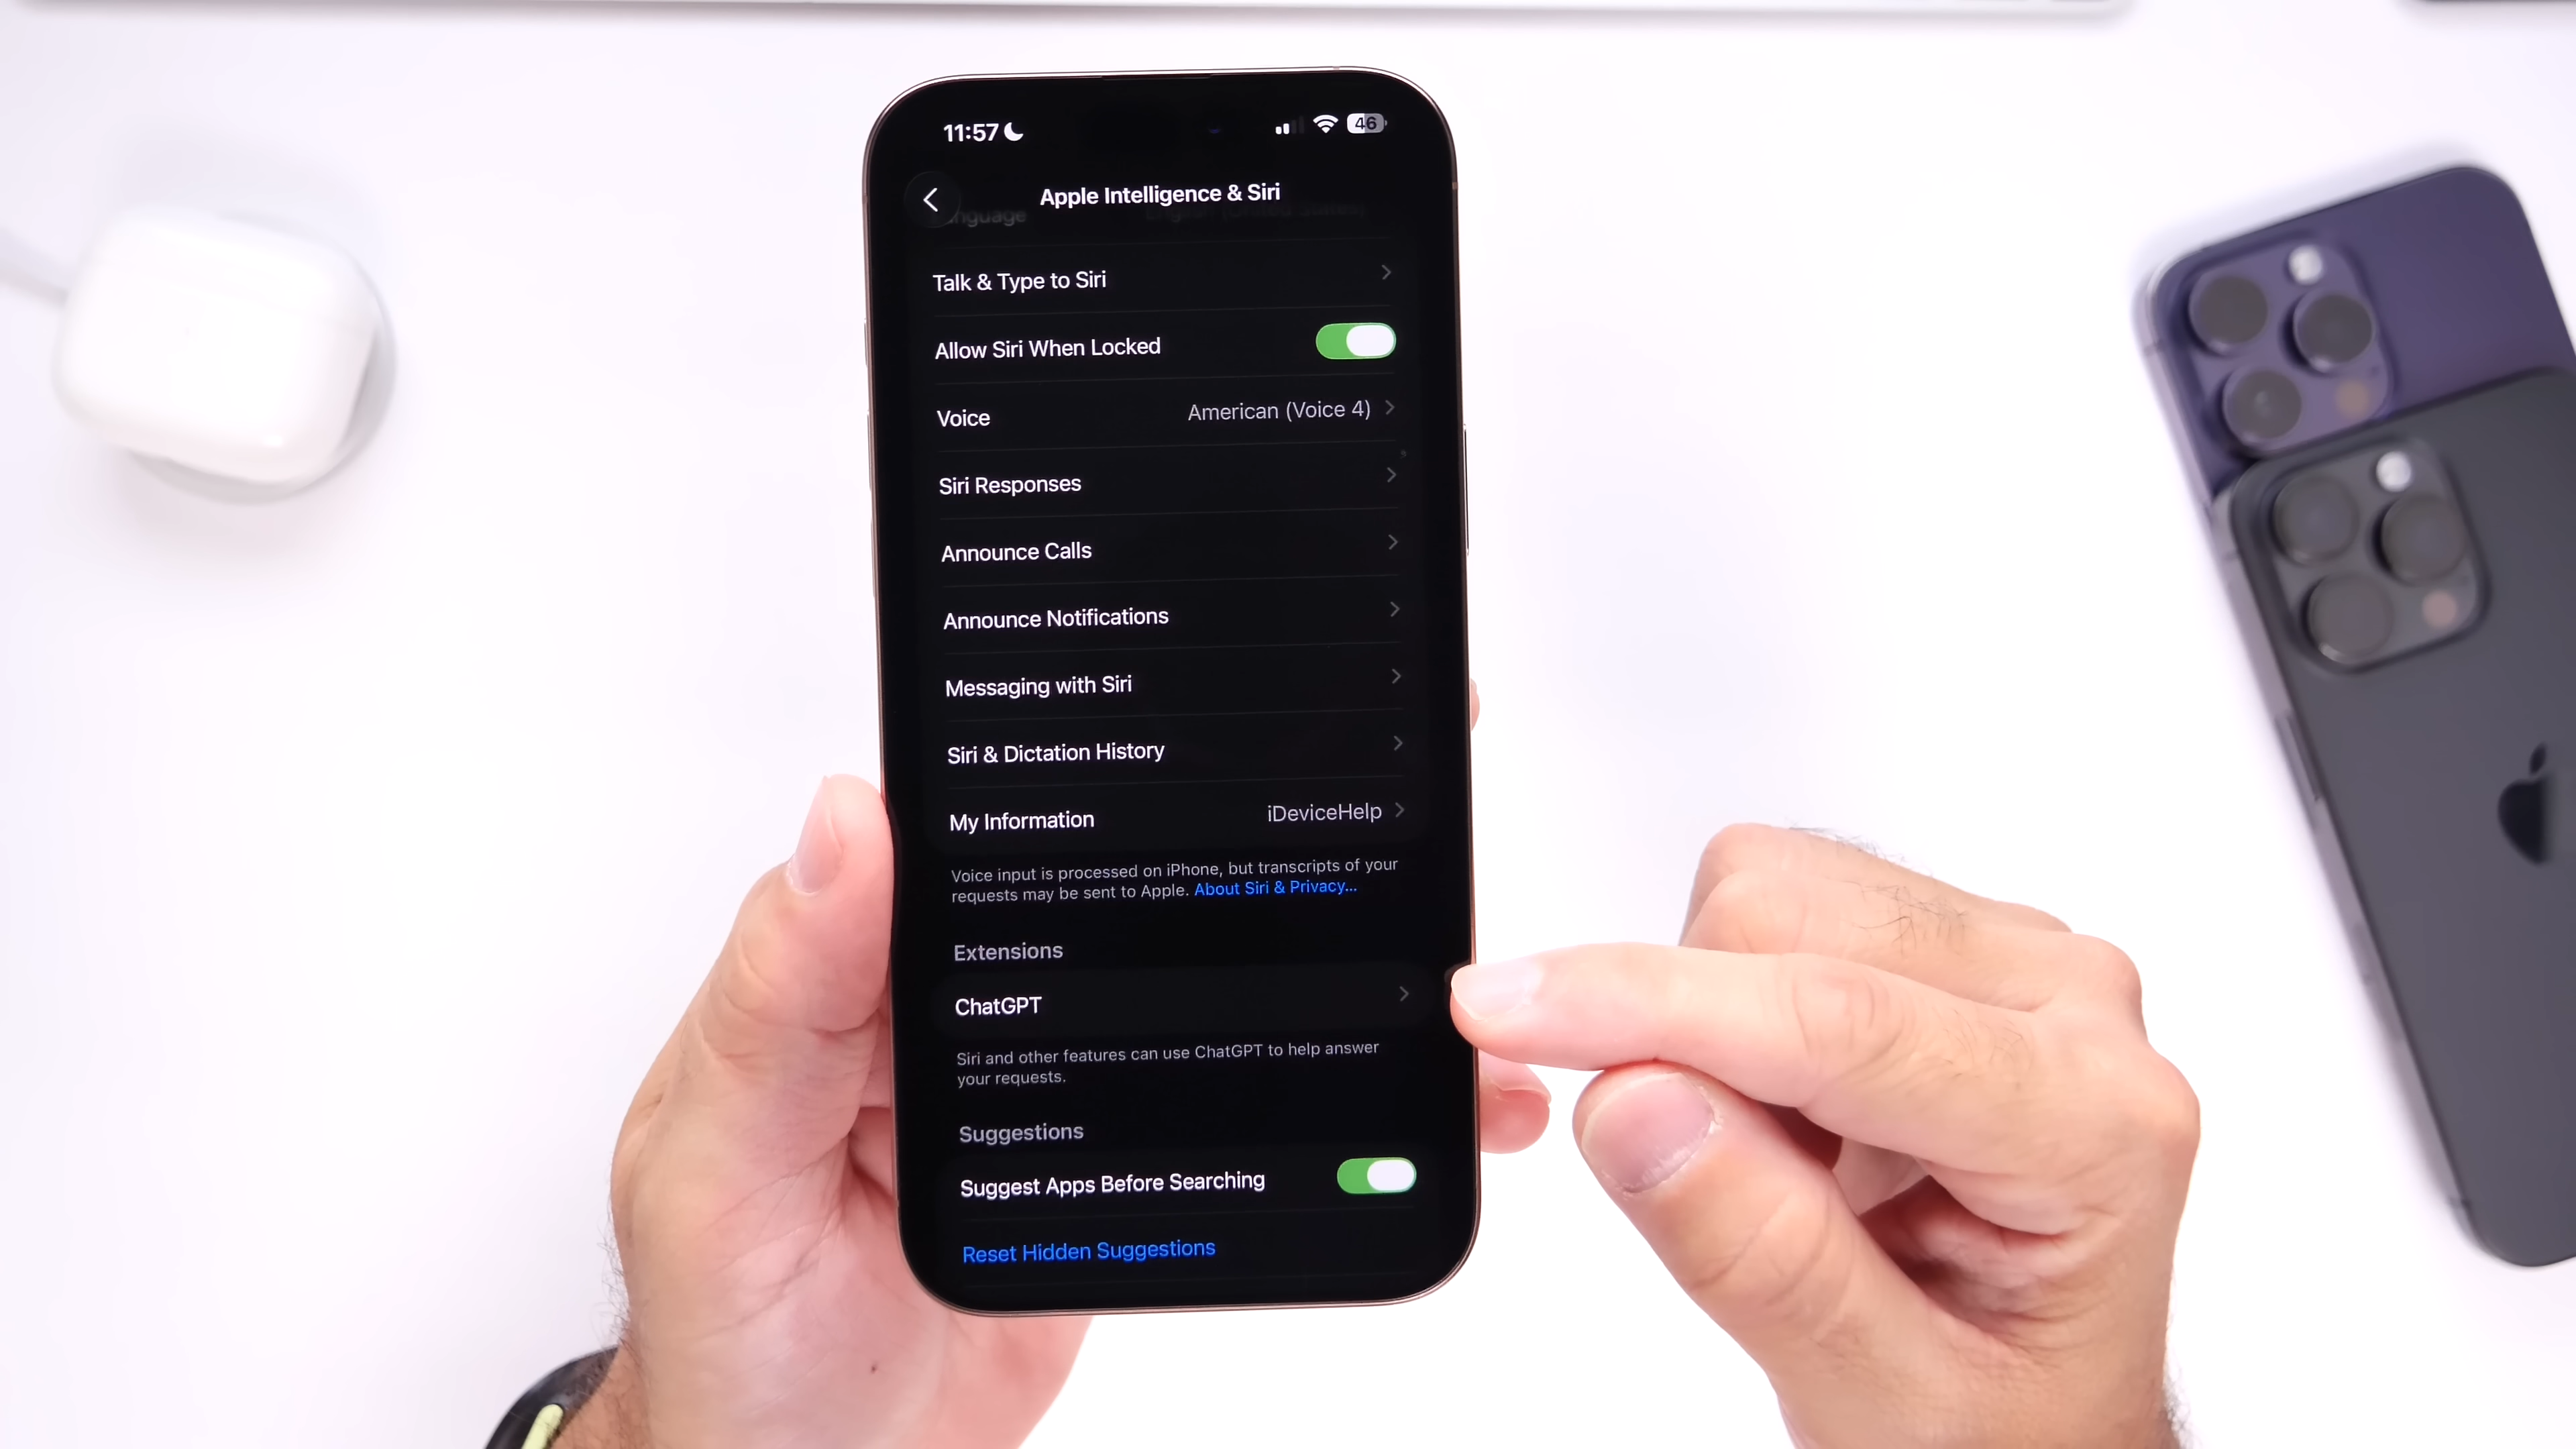 11:57
46
Apple Intelligence & Siri
Talk & Type to Siri
Allow Siri When Locked
Voice American (Voice 4)
Siri Responses
Announce Calls
Announce Notifications
Messaging with Siri
Siri & Dictation History
My Information iDeviceHelp
Voice input is processed on iPhone, but transcripts of your
requests may be sent to Apple. About Siri & Privacy...
Extensions
ChatGPT
Siri and other features can use ChatGPT to help answer
your requests.
Suggestions
Suggest Apps Before Searching
Reset Hidden Suggestions